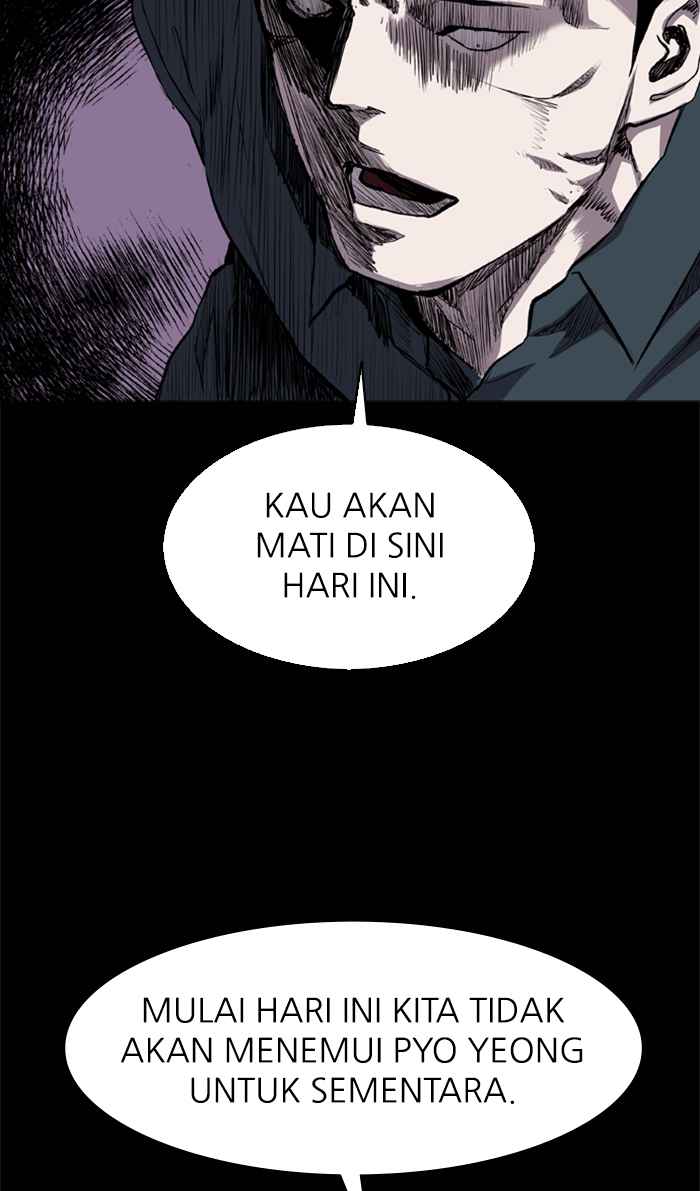 KAU AKAN
MATI DI SINI
HARI INI.
MULAI HARI INI KITA TIDAK
AKAN MENEMUI PYO YEONG
UNTUK SEMENTARA.